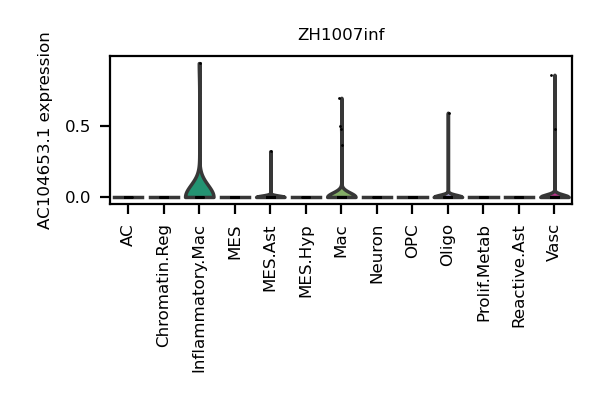 ZH1007inf
AC104653.1 expression
0.5
0.0
AC
Chromatin.Reg
Inflammatory.Mac
MES
MES.Ast
MES.Hyp
Mac
Neuron
OPC
Oligo
Prolif.Metab
Reactive.Ast
Vasc